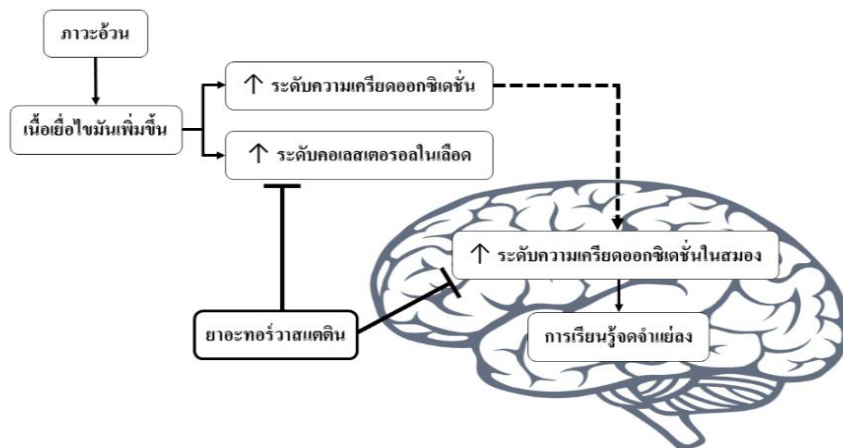 ภาวะอ้วน
เนื้อเยื่อไขมันเพิ่มขึ้น
↑ ระดับความเครียดออกซิเดชั่น
↑ ระดับคอเลสเตอรอลในเลือด
↑ ระดับความเครียดออกซิเดชั่นในสมอง
ยาอะทอร์วาสแตติน
การเรียนรู้จดจำแย่ลง